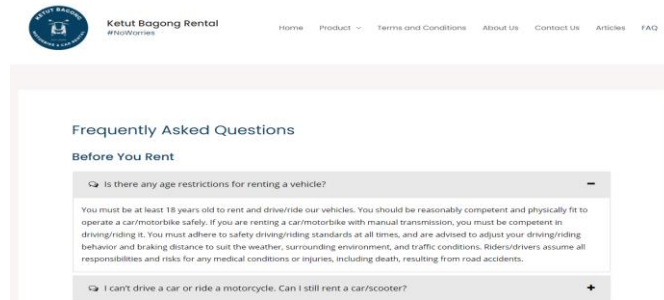 KETUT BAGONG
MOTORBIKE & CAR RENTAL
Ketut Bagong Rental
#NoWorries
Home Product Terms and Conditions About Us Contact Us Articles FAQ
Frequently Asked Questions
Before You Rent
Is there any age restrictions for renting a vehicle?
You must be at least 18 years old to rent and drive/ride our vehicles. You should be reasonably competent and physically fit to
operate a car/motorbike safely. If you are renting a car/motorbike with manual transmission, you must be competent in
driving/riding it. You must adhere to safety driving/riding standards at all times, and are advised to adjust your driving/riding
behavior and braking distance to suit the weather, surrounding environment, and traffic conditions. Riders/drivers assume all
responsibilities and risks for any medical conditions or injuries, including death, resulting from road accidents.
I can't drive a car or ride a motorcycle. Can I still rent a car/scooter?